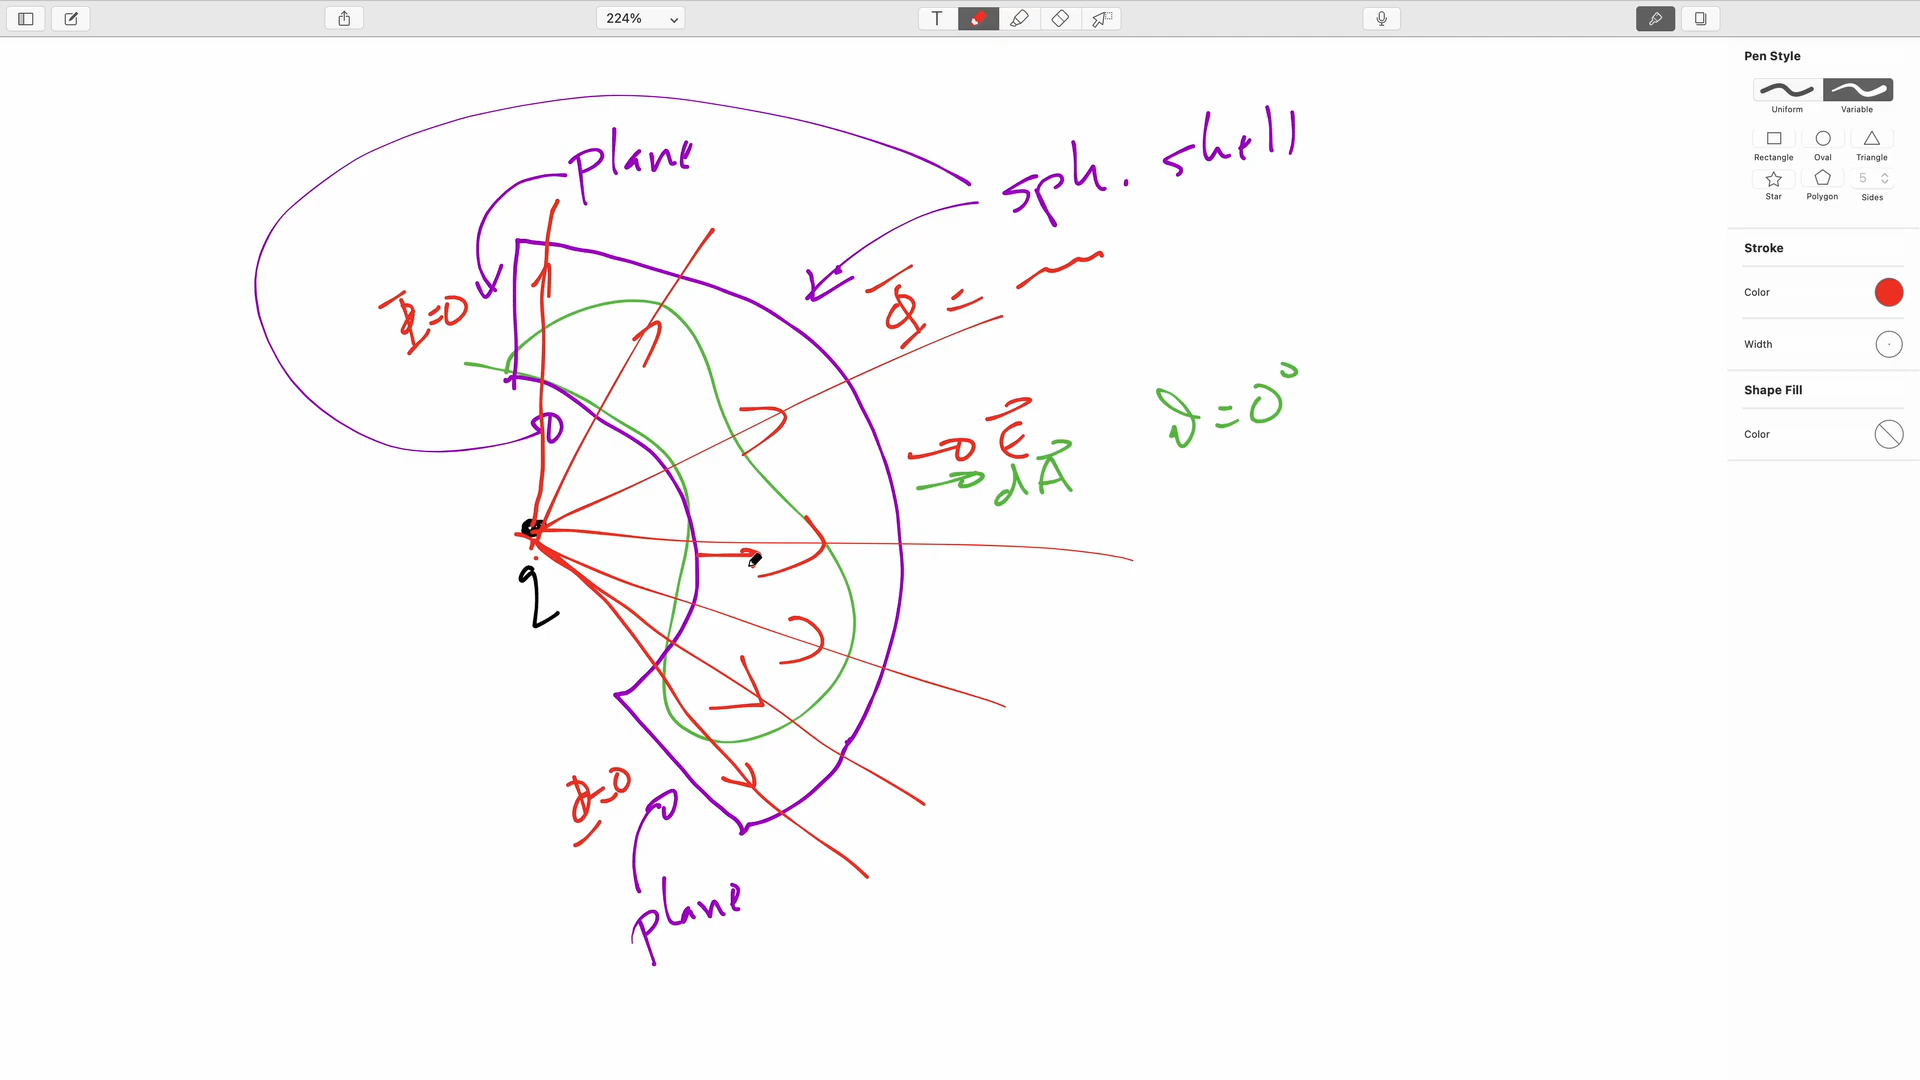 224%
T
Pen Style
Uniform
Variable
Rectangle
Oval
Triangle
Star
Polygon
5
Sides
Stroke
Color
Width
Shape Fill
Color
plane
sph. shell
Φ=0
Φ =
E
dA
ϑ=0°
q
Φ=0
plane